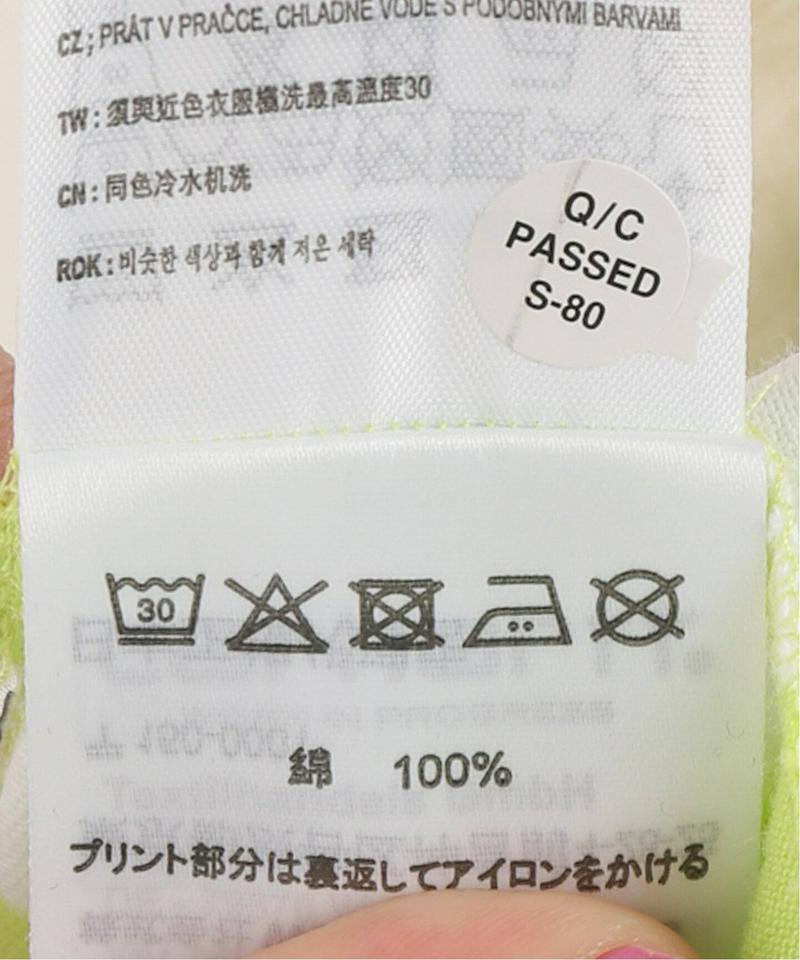 CZ; PRÁT V PRAČCE, CHLADNÉ VODĚ S PODOBNÝMI BARVAMI
TW: 須與近色衣服機洗最高溫度30
CN: 同色冷水机洗
ROK: 비슷한 색상과 함께 저온 세탁
Q/C
PASSED
S-80
30
綿 100%
プリント部分は裏返してアイロンをかける